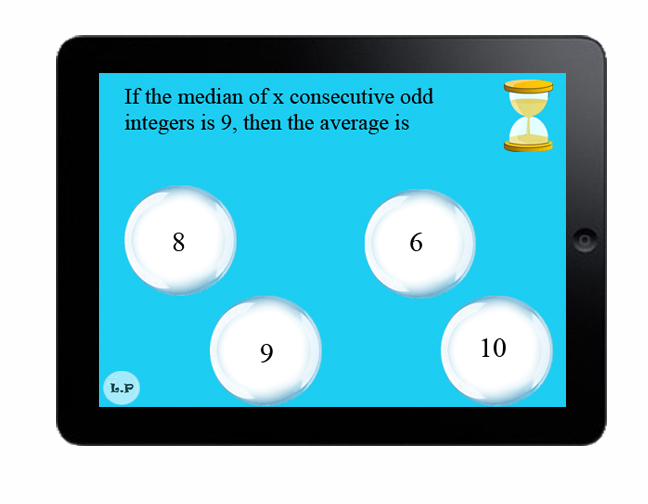 If the median of x consecutive odd
integers is 9, then the average is
8
6
9
10
L.P